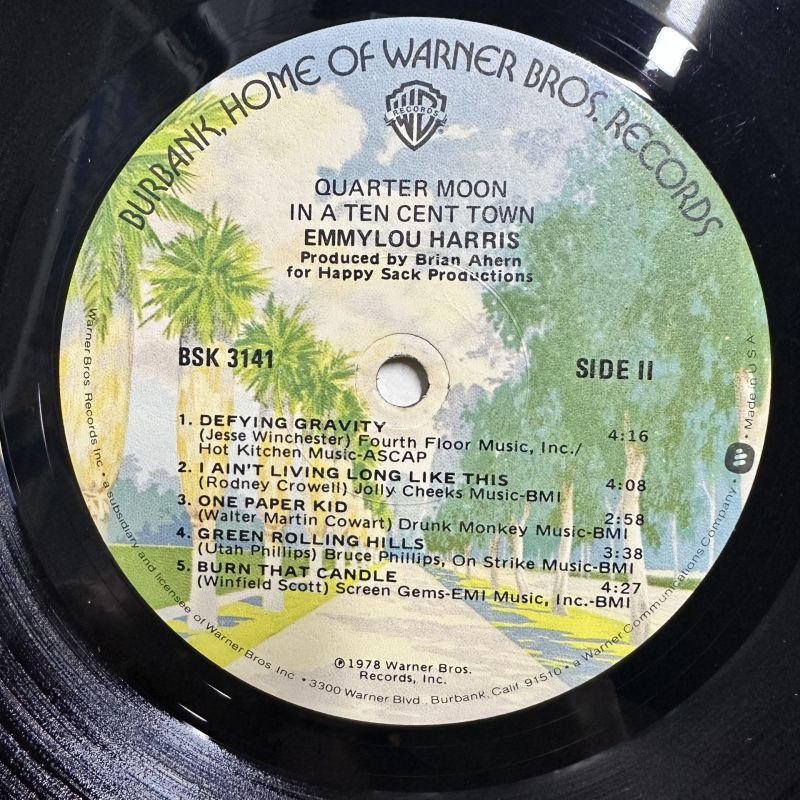 BURBANK, HOME OF WARNER BROS. RECORDS
WB
RECORDS
QUARTER MOON
IN A TEN CENT TOWN
EMMYLOU HARRIS
Produced by Brian Ahern
for Happy Sack Productions
BSK 3141
SIDE II
1. DEFYING GRAVITY
(Jesse Winchester) Fourth Floor Music, Inc./ 4:16
Hot Kitchen Music-ASCAP
2. I AIN'T LIVING LONG LIKE THIS
(Rodney Crowell) Jolly Cheeks Music-BMI 4:08
3. ONE PAPER KID 2:58
(Walter Martin Cowart) Drunk Monkey Music-BMI
4. GREEN ROLLING HILLS 3:38
(Utah Phillips) Bruce Phillips, On Strike Music-BMI
5. BURN THAT CANDLE 4:27
(Winfield Scott) Screen Gems-EMI Music, Inc.-BMI
℗1978 Warner Bros.
Records, Inc.
Warner Bros. Records Inc. • a subsidiary and licensee of Warner Bros. Inc. • 3300 Warner Blvd., Burbank, Calif. 91510 • a Warner Communications Company • Made in U.S.A.